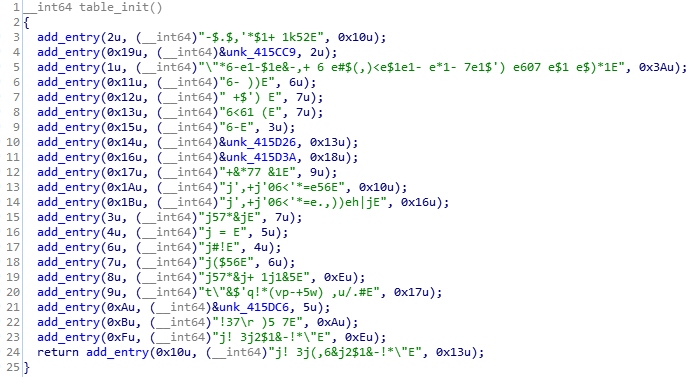 1 __int64 table_init()
2 {
3 add_entry(2u, (__int64)"-$.$,'*$1+ 1k52E", 0x10u);
4 add_entry(0x19u, (__int64)&unk_415CC9, 2u);
5 add_entry(1u, (__int64)"\"*6-e1-$1e&-,+ 6 e#$(,)<e$1e1- e*1- 7e1$') e607 e$1 e$)*1E", 0x3Au);
6 add_entry(0x11u, (__int64)"6- ))E", 6u);
7 add_entry(0x12u, (__int64)" +$') E", 7u);
8 add_entry(0x13u, (__int64)"6<61 (E", 7u);
9 add_entry(0x15u, (__int64)"6-E", 3u);
10 add_entry(0x14u, (__int64)&unk_415D26, 0x13u);
11 add_entry(0x16u, (__int64)&unk_415D3A, 0x18u);
12 add_entry(0x17u, (__int64)"+&*77 &1E", 9u);
13 add_entry(0x1Au, (__int64)"j',+j'06<'*=e56E", 0x10u);
14 add_entry(0x1Bu, (__int64)"j',+j'06<'*=e.,))eh|jE", 0x16u);
15 add_entry(3u, (__int64)"j57*&jE", 7u);
16 add_entry(4u, (__int64)"j = E", 5u);
17 add_entry(6u, (__int64)"j#!E", 4u);
18 add_entry(7u, (__int64)"j($56E", 6u);
19 add_entry(8u, (__int64)"j57*&j+ 1j1&5E", 0xEu);
20 add_entry(9u, (__int64)"t\"&$'q!*(vp-+5w) ,u/.#E", 0x17u);
21 add_entry(0xAu, (__int64)&unk_415DC6, 5u);
22 add_entry(0xBu, (__int64)"!37\r )5 7E", 0xAu);
23 add_entry(0xFu, (__int64)"j! 3j2$1&-!*\"E", 0xEu);
24 return add_entry(0x10u, (__int64)"j! 3j(,6&j2$1&-!*\"E", 0x13u);
25 }